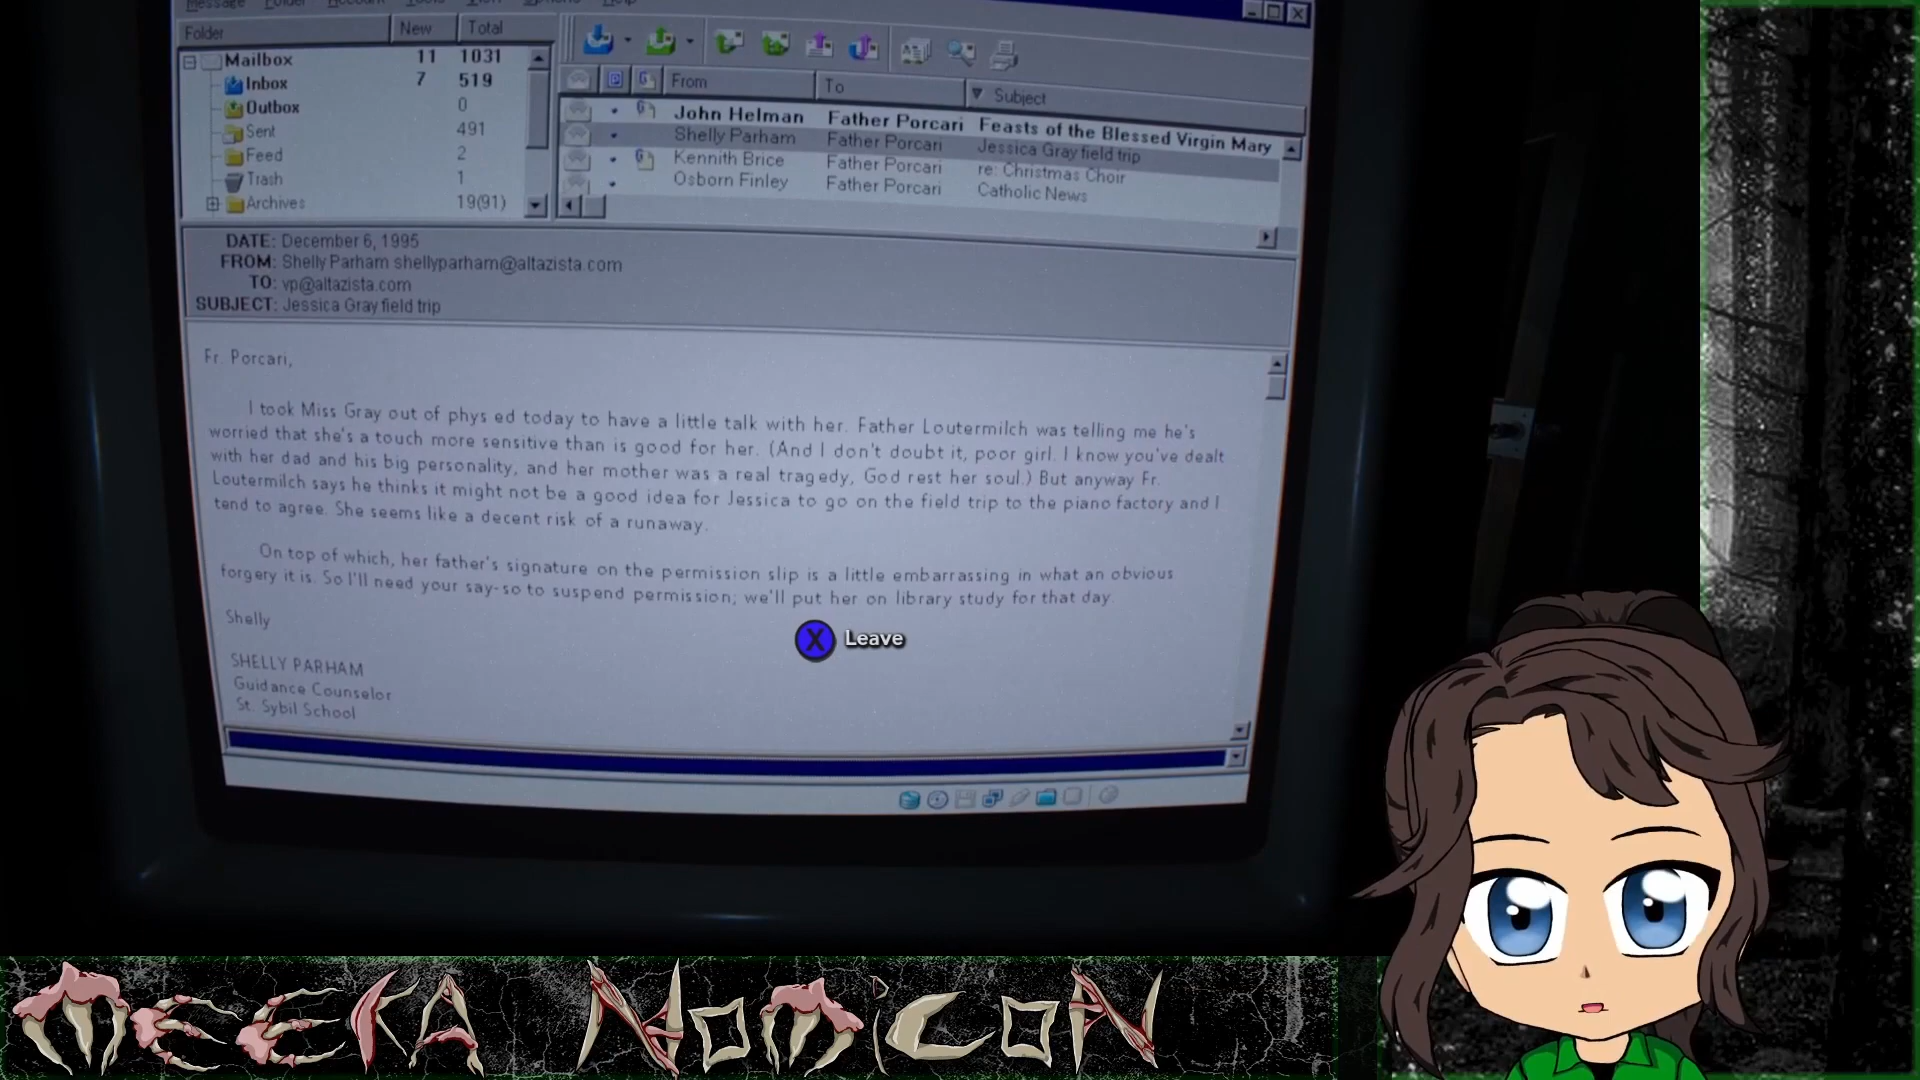 Message Folder Account Tools View Options Help
Folder New Total
Mailbox 11 1031
Inbox 7 519
Outbox 0
Sent 491
Feed 2
Trash 1
Archives 19(91)
From To Subject
John Helman Father Porcari Feasts of the Blessed Virgin Mary
Shelly Parham Father Porcari Jessica Gray field trip
Kennith Brice Father Porcari re: Christmas Choir
Osborn Finley Father Porcari Catholic News
DATE: December 6, 1995
FROM: Shelly Parham shellyparham@altazista.com
TO: vp@altazista.com
SUBJECT: Jessica Gray field trip
Fr. Porcari,
I took Miss Gray out of phys ed today to have a little talk with her. Father Loutermilch was telling me he's
worried that she's a touch more sensitive than is good for her. (And I don't doubt it, poor girl. I know you've dealt
with her dad and his big personality, and her mother was a real tragedy, God rest her soul.) But anyway Fr.
Loutermilch says he thinks it might not be a good idea for Jessica to go on the field trip to the piano factory and I
tend to agree. She seems like a decent risk of a runaway.
On top of which, her father's signature on the permission slip is a little embarrassing in what an obvious
forgery it is. So I'll need your say-so to suspend permission; we'll put her on library study for that day.
Shelly
X Leave
SHELLY PARHAM
Guidance Counselor
St. Sybil School
MEEKA NOMICON